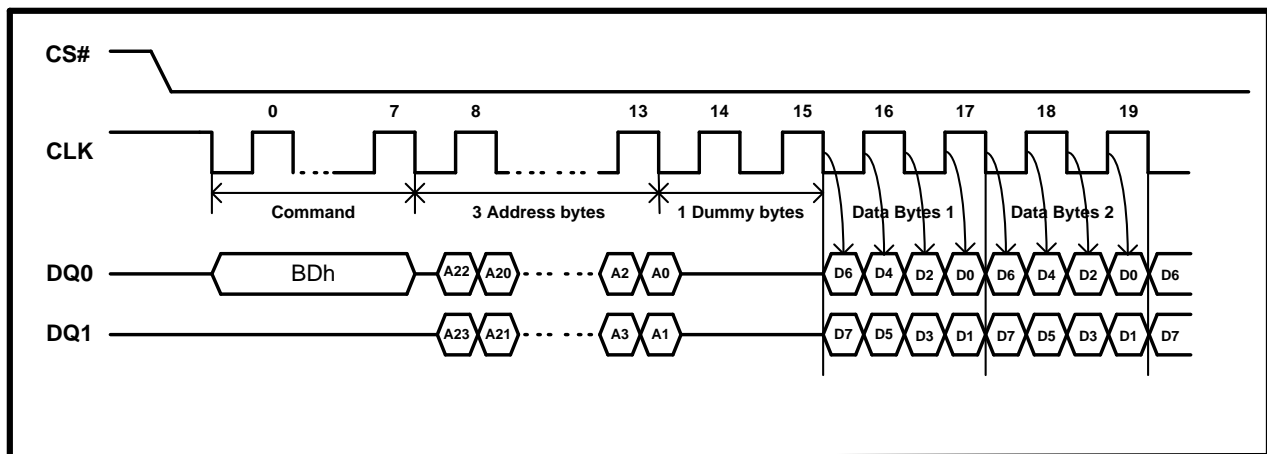 CS#
0 7 8 13 14 15 16 17 18 19
CLK
Command 3 Address bytes 1 Dummy bytes Data Bytes 1 Data Bytes 2
DQ0 BDh A22 A20 A2 A0 D6 D4 D2 D0 D6 D4 D2 D0 D6
DQ1 A23 A21 A3 A1 D7 D5 D3 D1 D7 D5 D3 D1 D7